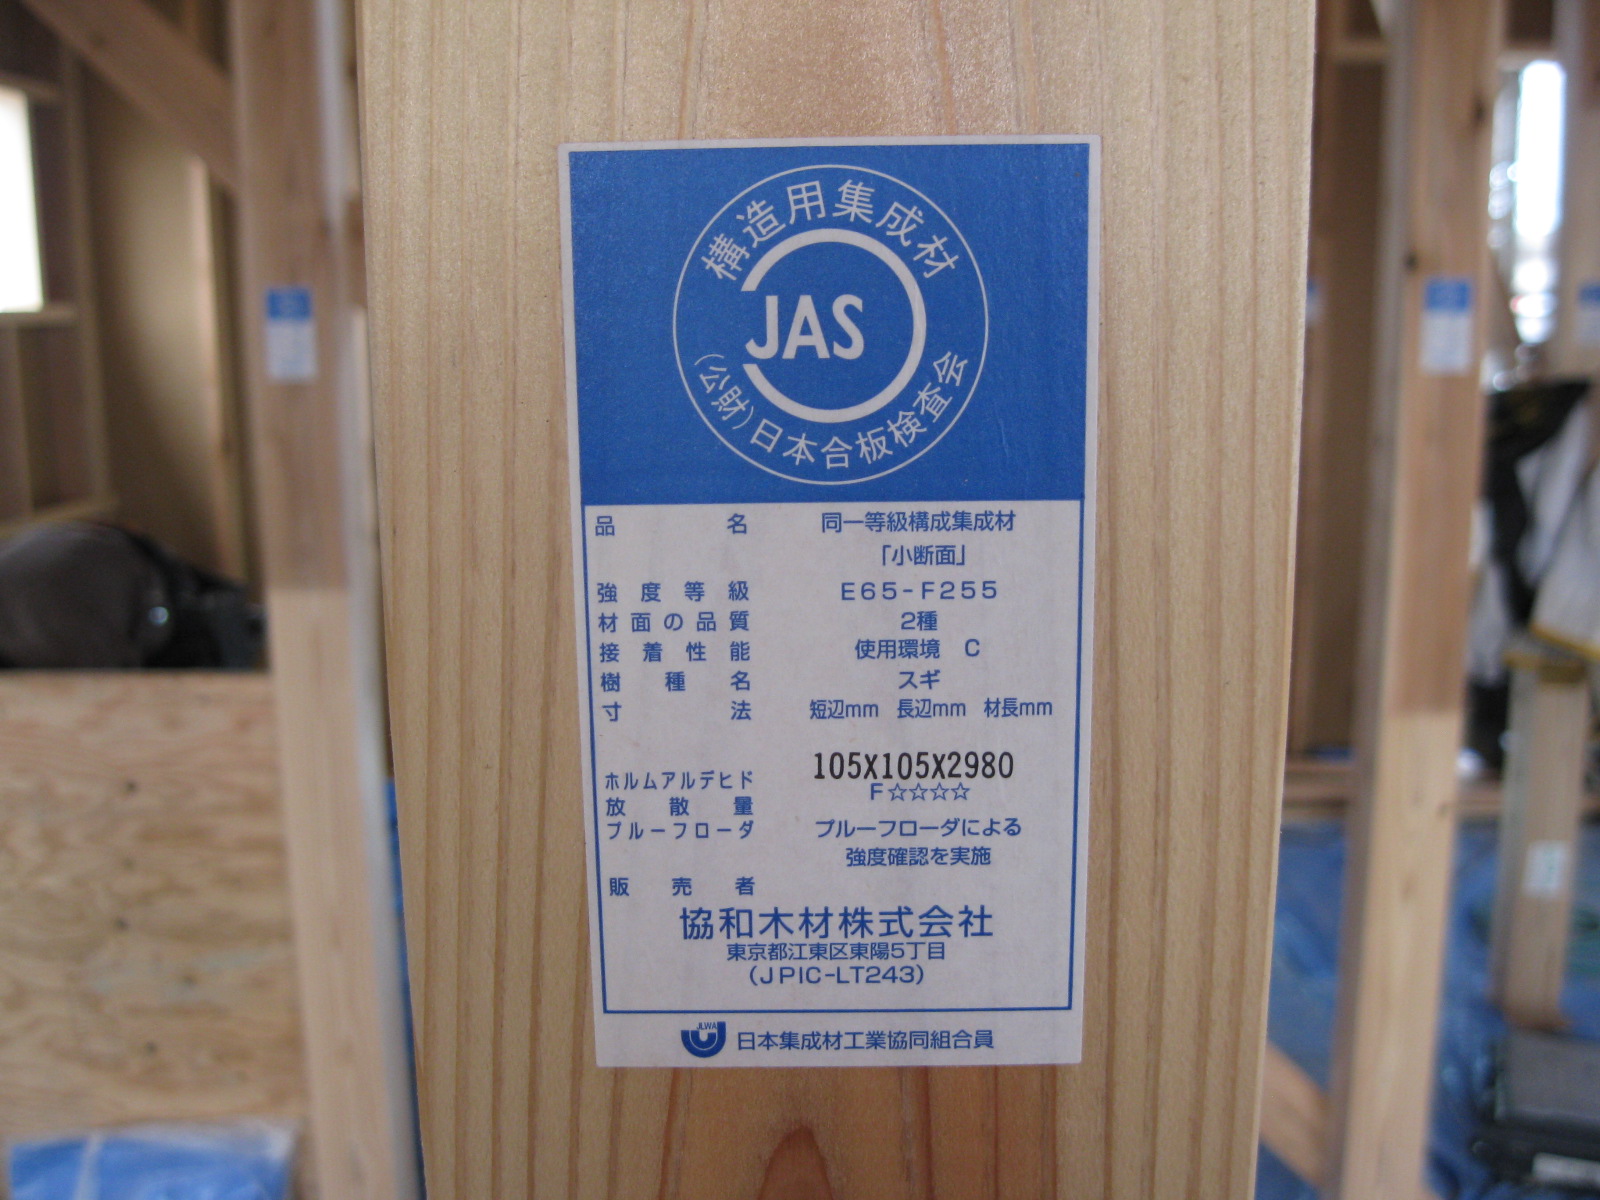 構造用集成材
JAS
(公財)日本合板検査会
品名 同一等級構成集成材
「小断面」
強度等級 E65-F255
材面の品質 2種
接着性能 使用環境 C
樹種名 スギ
寸法 短辺mm 長辺mm 材長mm
105X105X2980
ホルムアルデヒド
放散量 F☆☆☆☆
プルーフローダ プルーフローダによる
強度確認を実施
販売者
協和木材株式会社
東京都江東区東陽5丁目
(JPIC-LT243)
JLWA
日本集成材工業協同組合員